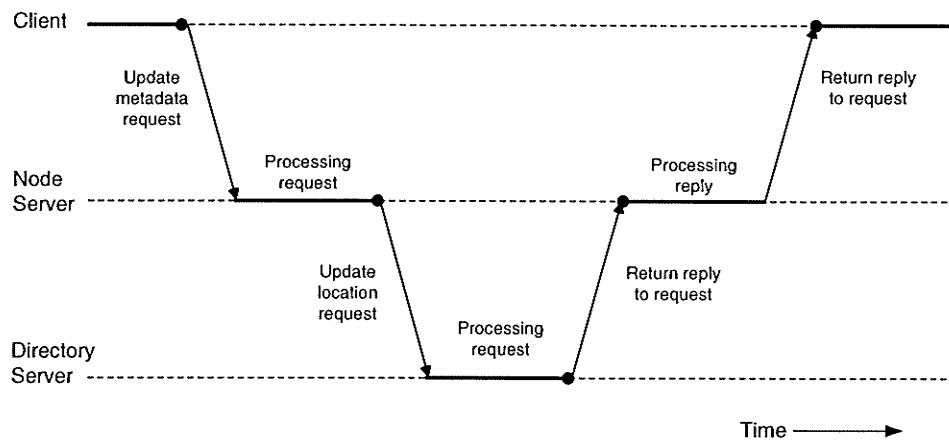 Client
Update
metadata
request
Return reply
to request
Processing
request
Processing
reply
Node
Server
Update
location
request
Return reply
to request
Processing
request
Directory
Server
Time